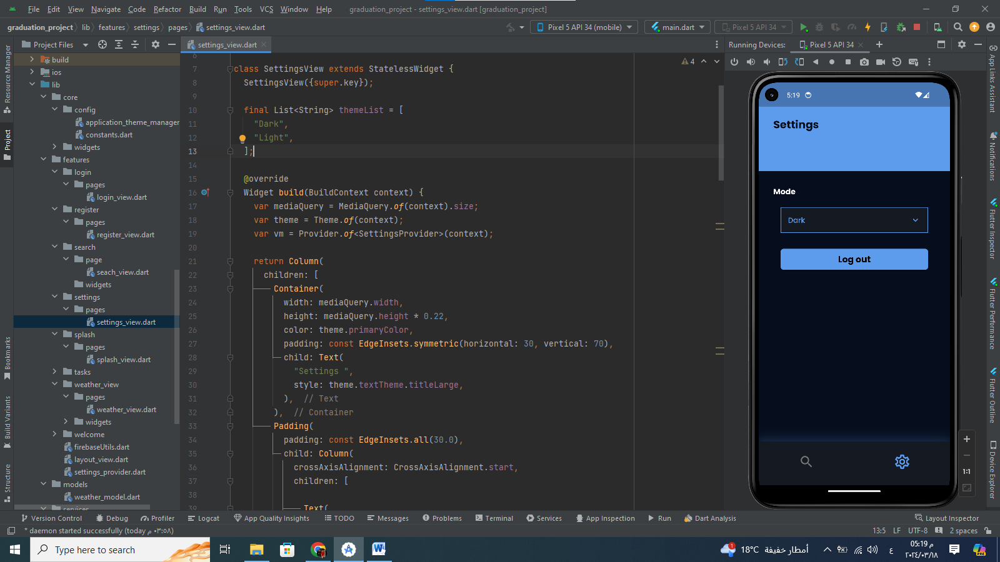 File Edit View Navigate Code Refactor Build Run Tools VCS Window Help graduation_project - settings_view.dart [graduation_project]
graduation_project lib features settings pages settings_view.dart
Pixel 5 API 34 (mobile) main.dart Pixel 5 API 34
Project Files
settings_view.dart
Running Devices: Pixel 5 API 34
Resource Manager
Project
Bookmarks
Build Variants
Structure
build
ios
lib
core
config
application_theme_manager
constants.dart
widgets
features
login
pages
login_view.dart
register
pages
register_view.dart
search
page
seach_view.dart
widgets
settings
pages
settings_view.dart
splash
pages
splash_view.dart
tasks
weather_view
pages
weather_view.dart
widgets
welcome
firebaseUtils.dart
layout_view.dart
settings_provider.dart
models
weather_model.dart
services
4
6
7 class SettingsView extends StatelessWidget {
8 SettingsView({super.key});
9
10 final List<String> themeList = [
11 "Dark",
12 "Light",
13 ];
14
15 @override
16 Widget build(BuildContext context) {
17 var mediaQuery = MediaQuery.of(context).size;
18 var theme = Theme.of(context);
19 var vm = Provider.of<SettingsProvider>(context);
20
21 return Column(
22 children: [
23 Container(
24 width: mediaQuery.width,
25 height: mediaQuery.height * 0.22,
26 color: theme.primaryColor,
27 padding: const EdgeInsets.symmetric(horizontal: 30, vertical: 70),
28 child: Text(
29 "Settings ",
30 style: theme.textTheme.titleLarge,
31 ), // Text
32 ), // Container
33 Padding(
34 padding: const EdgeInsets.all(30.0),
35 child: Column(
36 crossAxisAlignment: CrossAxisAlignment.start,
37 children: [
38
39 Text(
5:19
Settings
Mode
Dark
Log out
1:1
App Links Assistant
Notifications
Flutter Inspector
Flutter Performance
Flutter Outline
Device Explorer
Version Control Debug Profiler Logcat App Quality Insights TODO Messages Problems Terminal Services App Inspection Run Dart Analysis Layout Inspector
* daemon started successfully (today م ٠٣:٥٨)
13:5 LF UTF-8 2 spaces
Type here to search
1 18°C أمطار خفيفة
ع
05:19 م
٢٠٢٤/٠٣/١٨